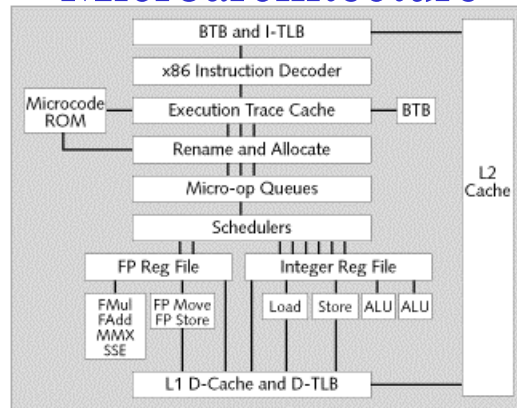 BTB and I-TLB
x86 Instruction Decoder
Microcode
ROM
Execution Trace Cache
BTB
Rename and Allocate
L2
Cache
Micro-op Queues
Schedulers
FP Reg File
Integer Reg File
FMul
FAdd
MMX
SSE
FP Move
FP Store
Load
Store
ALU
ALU
L1 D-Cache and D-TLB